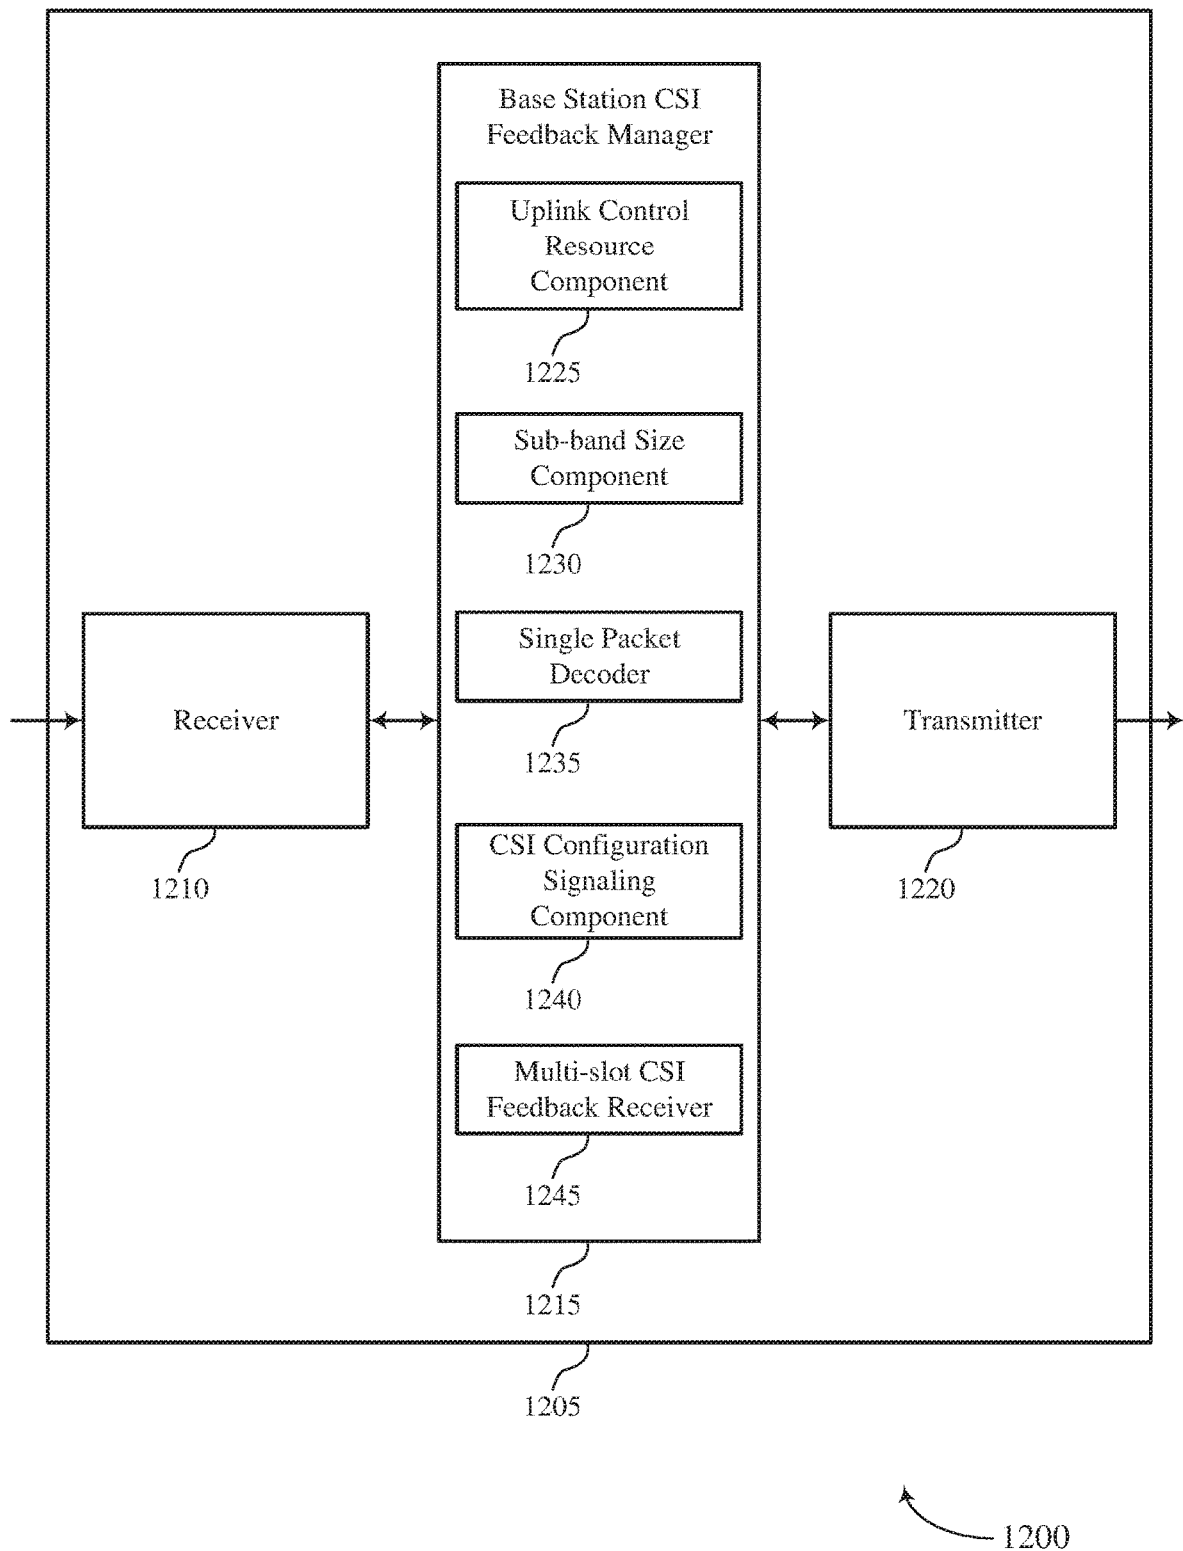 Base Station CSI
Feedback Manager
Uplink Control
Resource
Component
1225
Sub-band Size
Component
1230
Single Packet
Decoder
1235
Receiver
1210
Transmitter
1220
CSI Configuration
Signaling
Component
1240
Multi-slot CSI
Feedback Receiver
1245
1215
1205
1200